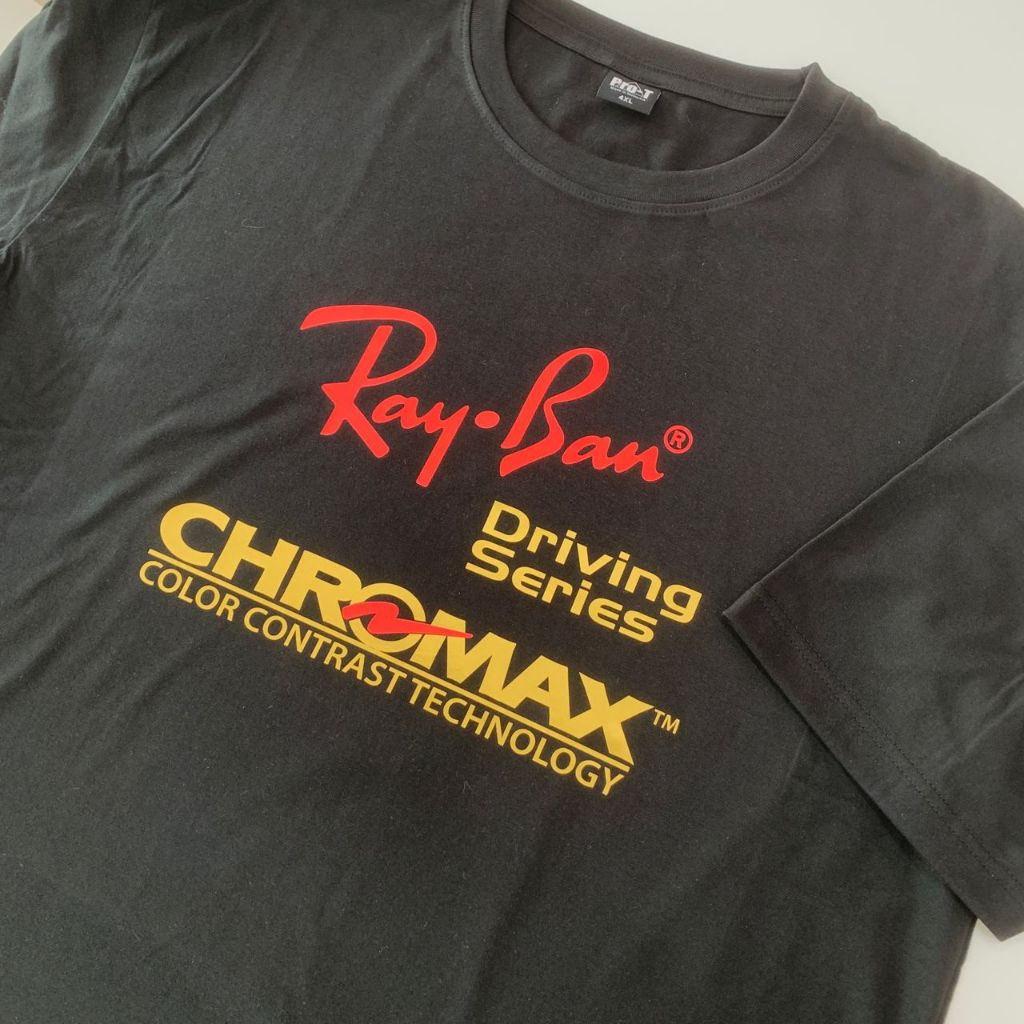 Pro-T
4XL
Ray•Ban®
Driving
Series
CHROMAX™
COLOR CONTRAST TECHNOLOGY